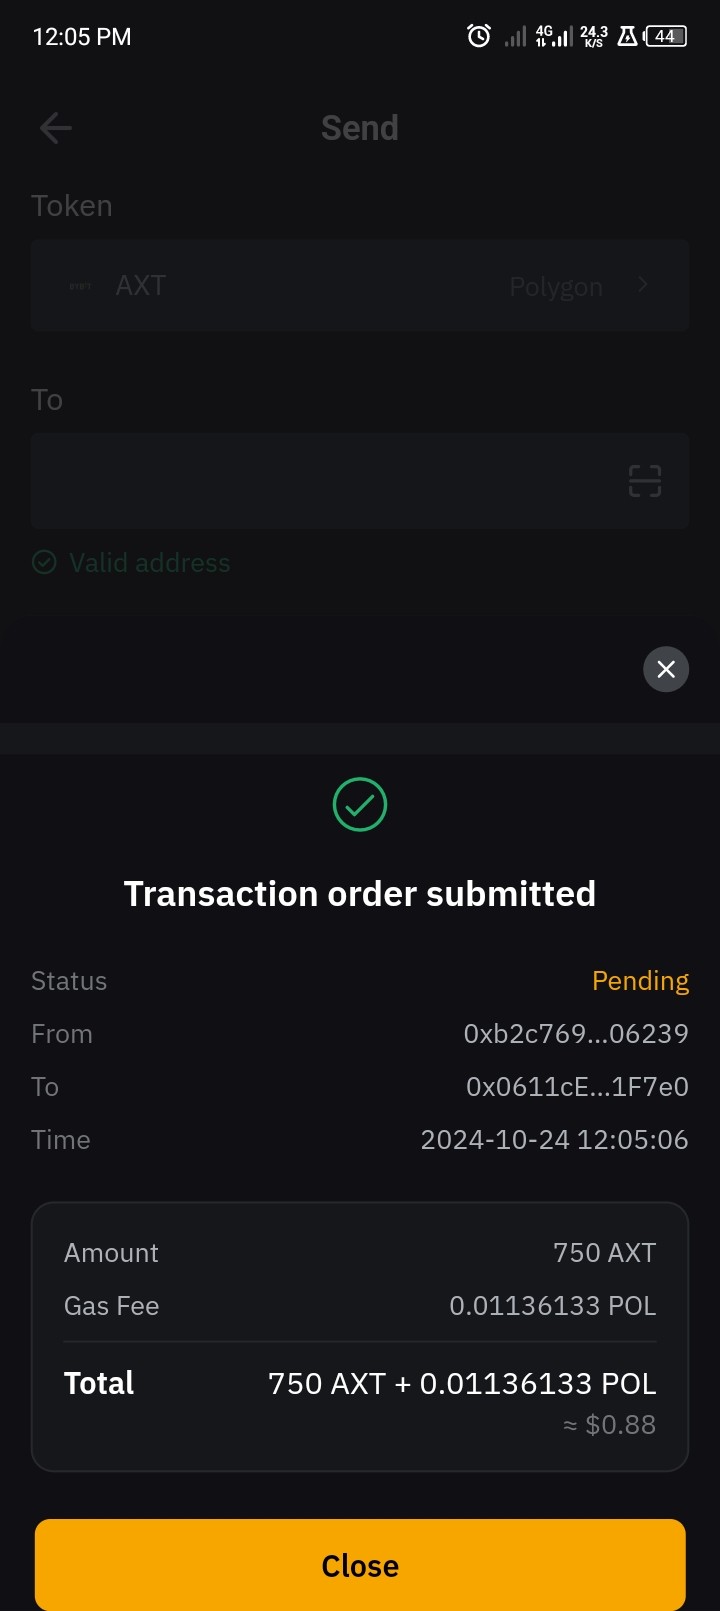 12:05 PM
4G
24.3
K/S
44
Send
Token
AXT
Polygon
To
Valid address
Transaction order submitted
Status Pending
From 0xb2c769...06239
To 0x0611cE...1F7e0
Time 2024-10-24 12:05:06
Amount 750 AXT
Gas Fee 0.01136133 POL
Total 750 AXT + 0.01136133 POL
≈ $0.88
Close